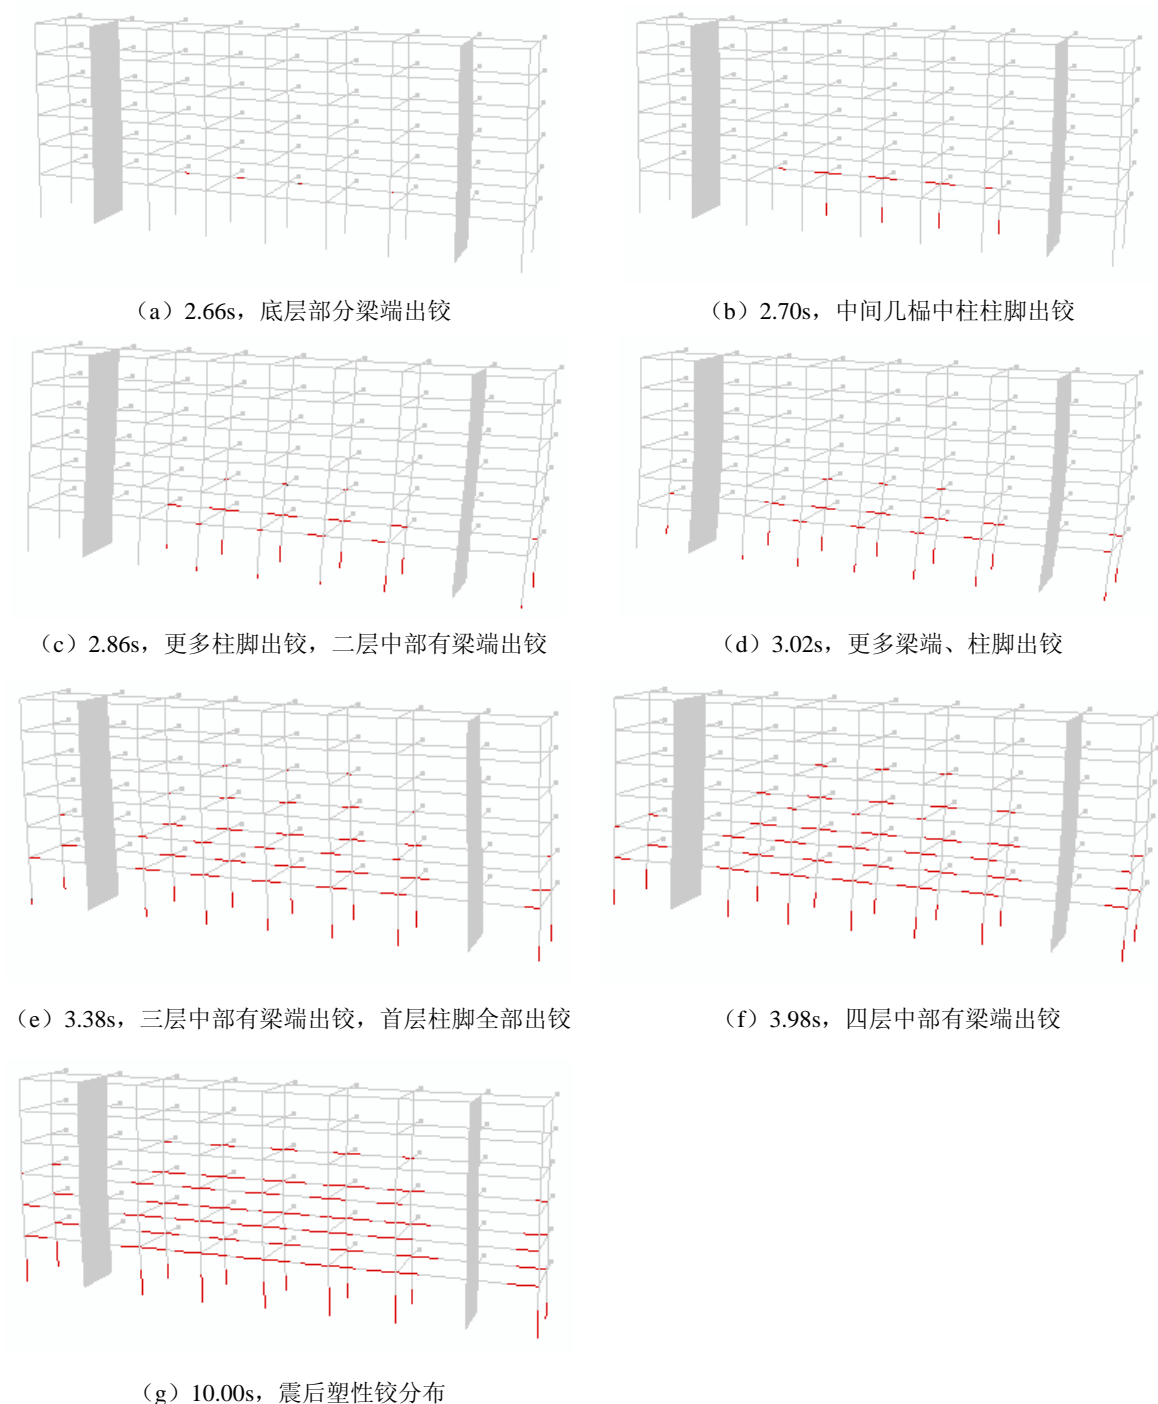 （a）2.66s，底层部分梁端出铰
（b）2.70s，中间几榀中柱柱脚出铰
（c）2.86s，更多柱脚出铰，二层中部有梁端出铰
（d）3.02s，更多梁端、柱脚出铰
（e）3.38s，三层中部有梁端出铰，首层柱脚全部出铰
（f）3.98s，四层中部有梁端出铰
（g）10.00s，震后塑性铰分布